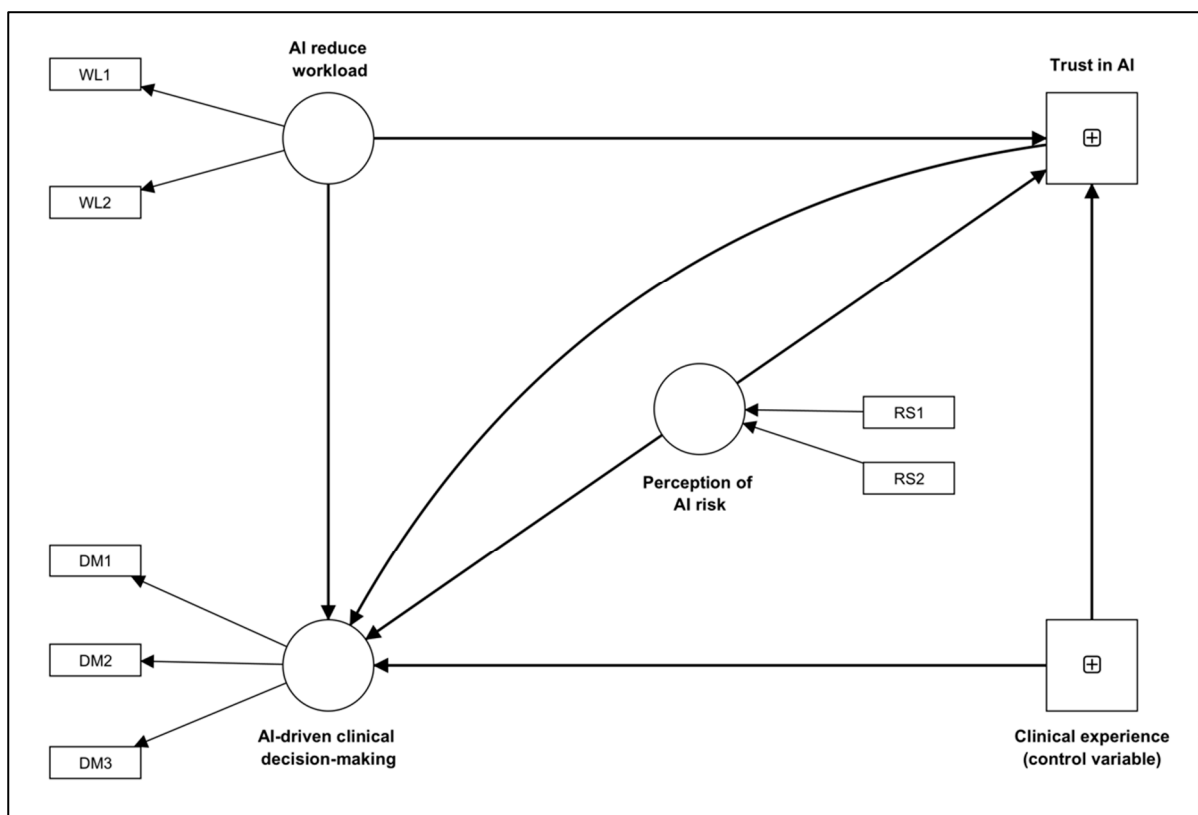 AI reduce
workload
WL1
WL2
Trust in AI
RS1
RS2
Perception of
AI risk
DM1
DM2
DM3
AI-driven clinical
decision-making
Clinical experience
(control variable)